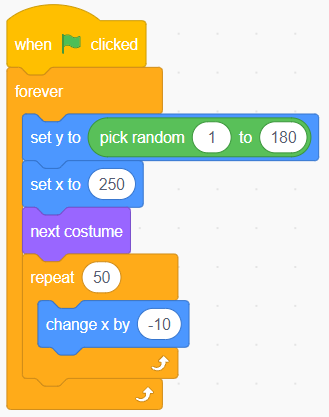 when clicked
forever
set y to pick random 1 to 180
set x to 250
next costume
repeat 50
change x by -10